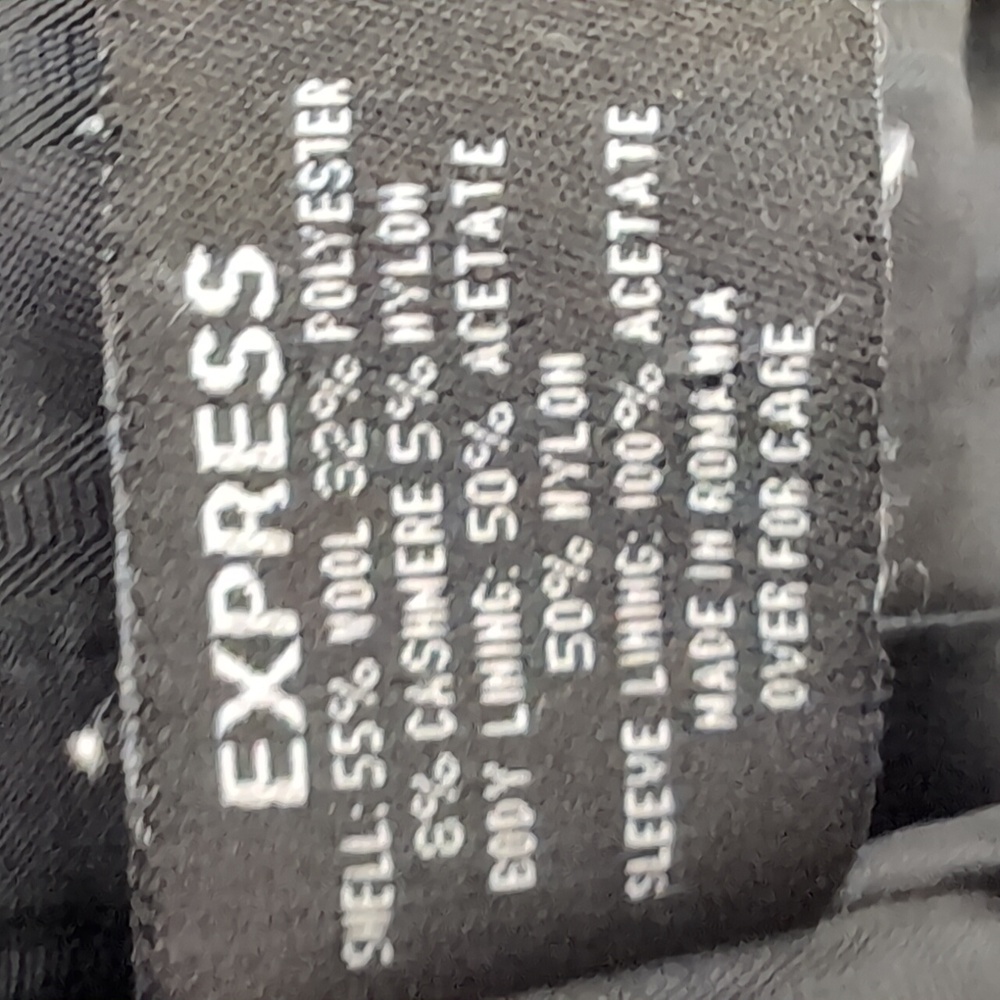 EXPRESS
SHELL: 55% WOOL 32% POLYESTER
8% CASHMERE 5% NYLON
BODY LINING: 50% ACETATE
50% NYLON
SLEEVE LINING: 100% ACETATE
MADE IN ROMANIA
OVER FOR CARE